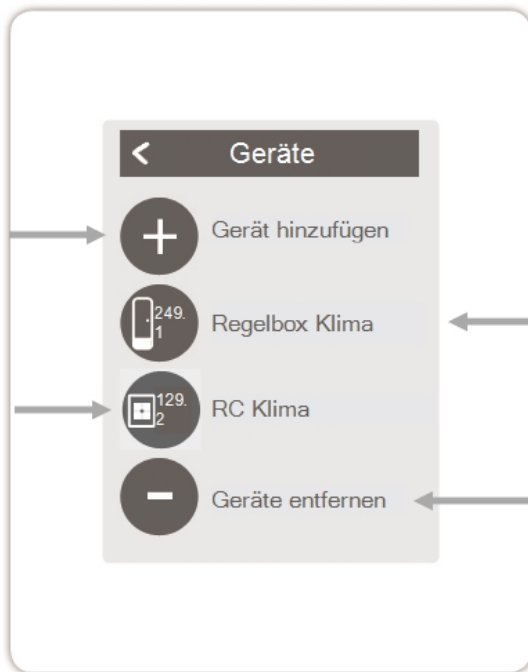 Geräte
Gerät hinzufügen
249.
1
Regelbox Klima
129.
2
RC Klima
Geräte entfernen